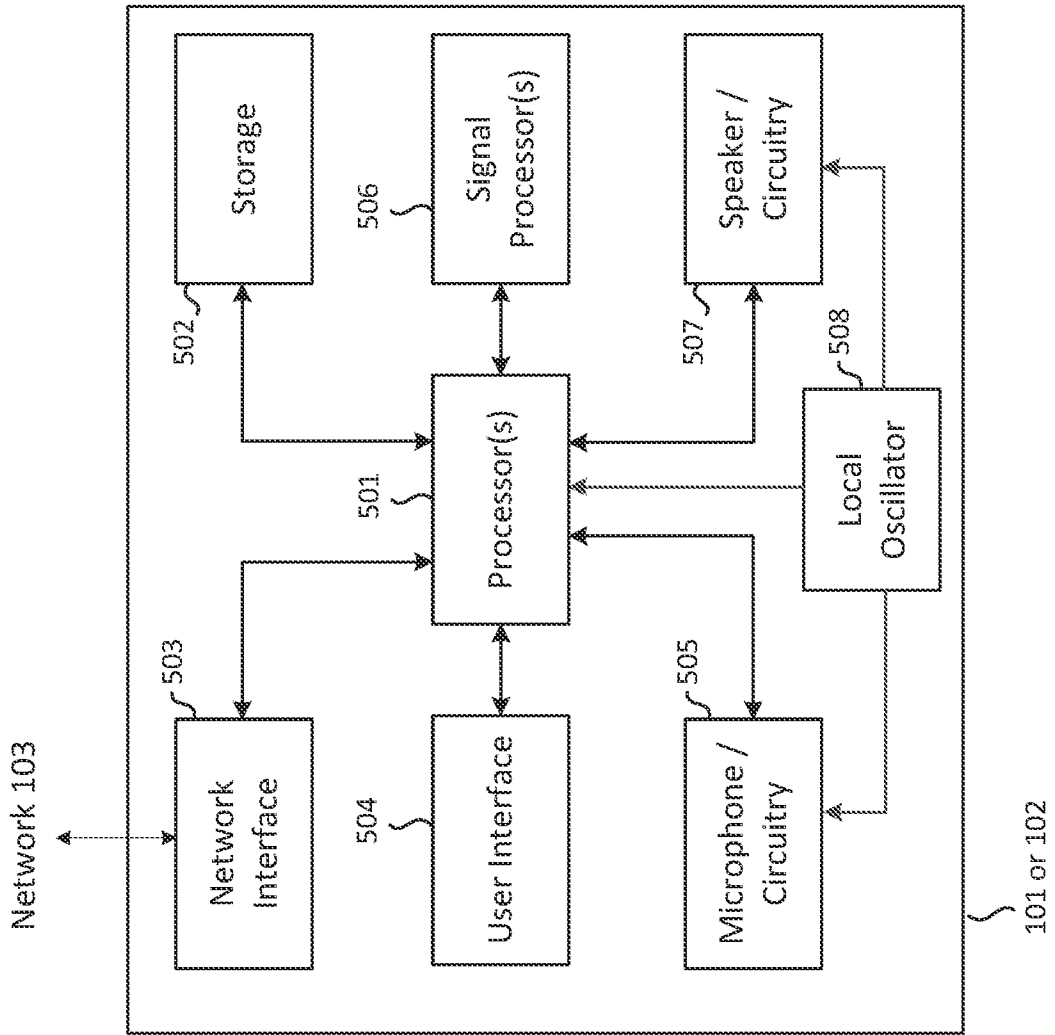 Network 103
503
Network
Interface
502
Storage
504
User Interface
501
Processor(s)
506
Signal
Processor(s)
505
Microphone /
Circuitry
508
Local
Oscillator
507
Speaker /
Circuitry
101 or 102